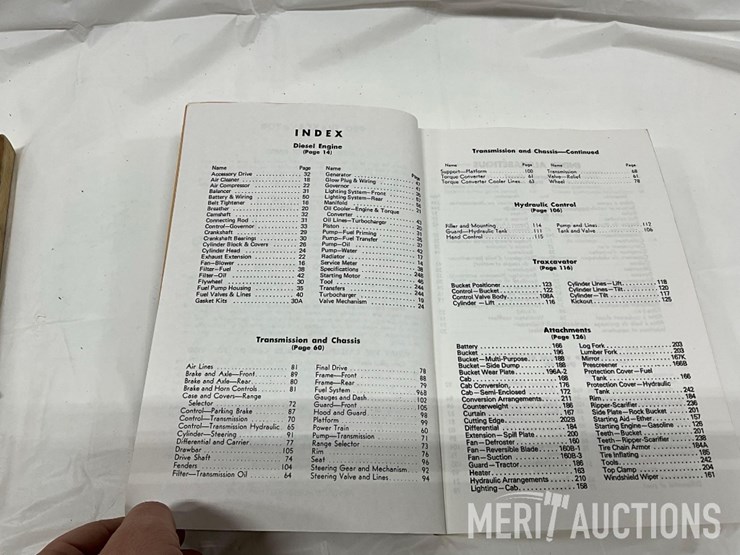 INDEX
Diesel Engine
(Page 14)
Name Page
Accessory Drive 32
Air Cleaner 18
Air Compressor 22
Balancer 31
Battery & Wiring 50
Belt Tightener 18
Breather 20
Camshaft 32
Connecting Rod 31
Control—Governor 33
Crankshaft 29
Crankshaft Bearings 30
Cylinder Block & Covers 26
Cylinder Head 24
Exhaust Extension 22
Fan—Blower 16
Filter—Fuel 38
Filter—Oil 42
Flywheel 30
Fuel Pump Housing 35
Fuel Valves & Lines 40
Gasket Kits 30A
Name Page
Generator
Glow Plug & Wiring
Governor
Lighting System—Front
Lighting System—Rear
Manifold
Oil Cooler—Engine & Torque
Converter
Oil Lines—Turbocharger
Piston
Pump—Fuel Priming
Pump—Fuel Transfer
Pump—Oil
Pump—Water
Radiator
Service Meter
Specifications
Starting Motor
Tool
Transfers
Turbocharger
Valve Mechanism
Transmission and Chassis
(Page 60)
Air Lines 81
Brake and Axle—Front 89
Brake and Axle—Rear 80
Brake and Horn Controls 81
Case and Covers—Range
Selector 72
Control—Parking Brake 87
Control—Transmission 70
Control—Transmission Hydraulic 65
Cylinder—Steering 91
Differential and Carrier 77
Drawbar 105
Drive Shaft 74
Fenders 104
Filter—Transmission Oil 64
Final Drive 78
Frame—Front 88
Frame—Rear 79
Fuel System 96B
Gauges and Dash 102
Guard—Front 105
Hood and Guard 103
Platform 99
Power Train 60
Pump—Transmission 71
Range Selector 73
Rim 76
Seat 96
Steering Gear and Mechanism 92
Steering Valve and Lines 94
Transmission and Chassis—Continued
Name Page
Support—Platform 100
Torque Converter 61
Torque Converter Cooler Lines 63
Name Page
Transmission 68
Valve—Relief 61
Wheel 78
Hydraulic Control
(Page 106)
Filler and Mounting 114
Guard—Hydraulic Tank 111
Hand Control 115
Pump and Lines 112
Tank and Valve 106
Traxcavator
(Page 116)
Bucket Positioner 123
Control—Bucket 122
Control Valve Body 108A
Cylinder—Lift 116
Cylinder Lines—Lift 118
Cylinder Lines—Tilt 120
Cylinder—Tilt 117
Kickout 125
Attachments
(Page 126)
Battery 166
Bucket 196
Bucket—Multi-Purpose 188
Bucket—Side Dump 188
Bucket Wear Plate 196A-2
Cab 168
Cab Conversion 176
Cab—Semi-Enclosed 172
Conversion Arrangements 211
Counterweight 186
Curtain 167
Cutting Edge 202B
Differential 184
Extension—Spill Plate 200
Fan—Defroster 160
Fan—Reversible Blade 160B-1
Fan—Suction 160B-3
Guard—Tractor 186
Heater 163
Hydraulic Arrangements 210
Lighting—Cab 158
Log Fork 203
Lumber Fork 203
Mirror 167K
Prescreener 166B
Protection Cover—Fuel
Tank 166
Protection Cover—Hydraulic
Tank 242
Rim 184
Ripper-Scarifier 236
Side Plate—Rock Bucket 201
Starting Aid—Ether 126
Starting Engine—Gasoline 126
Teeth—Bucket 201
Teeth—Ripper-Scarifier 238
Tire Chain Armor 184A
Tire Inflating 185
Tools 242
Top Clamp 204
Windshield Wiper 161
MERIT AUCTIONS